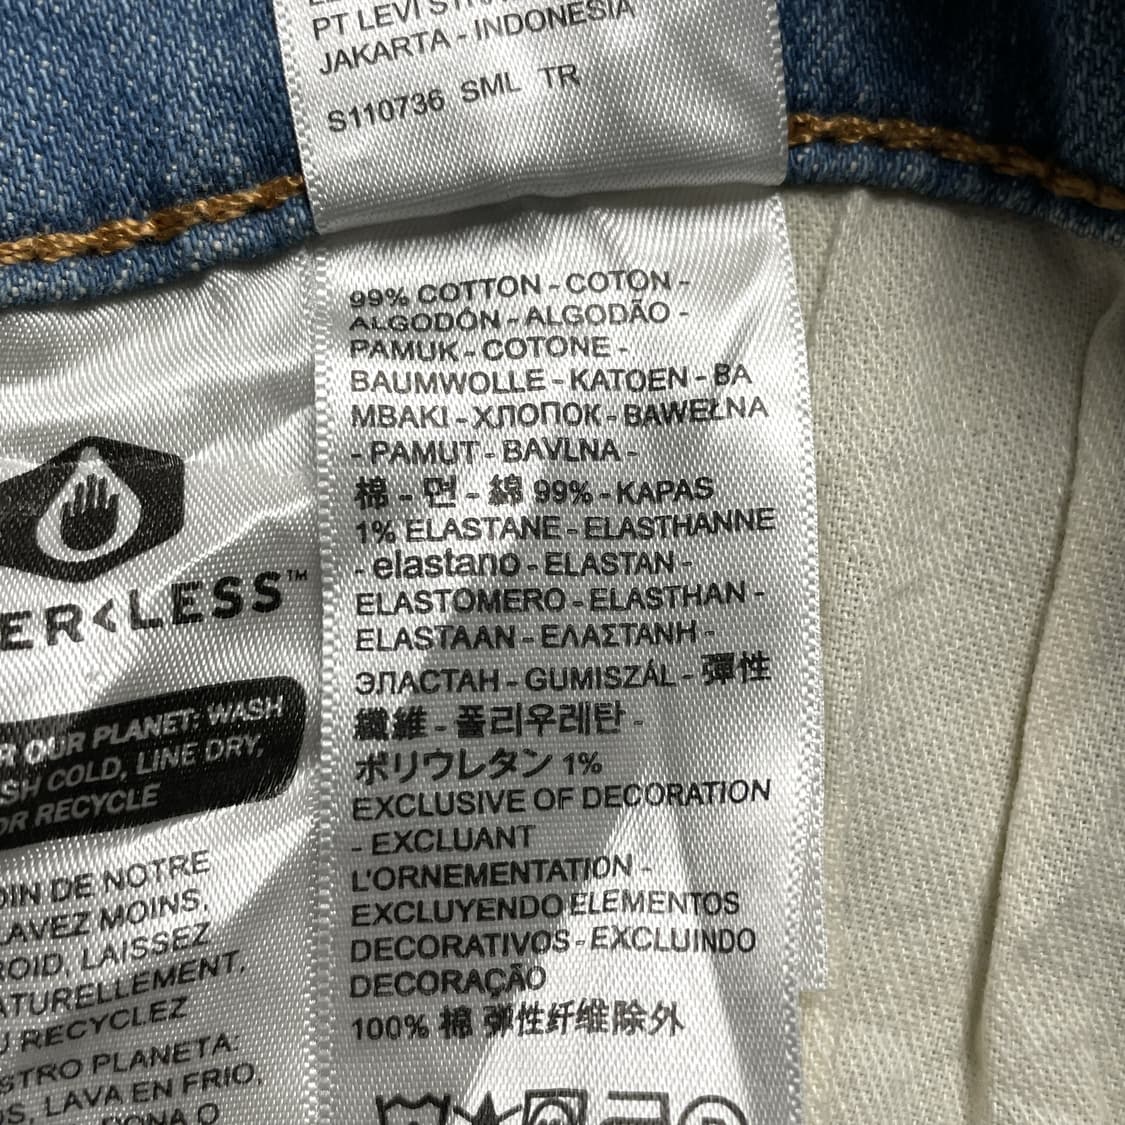 PT LEVI
JAKARTA - INDONESIA
S110736 SML TR
99% COTTON - COTON -
ALGODÓN - ALGODÃO -
PAMUK - COTONE -
BAUMWOLLE - KATOEN - BA
MBAKI - ХЛОПОК - BAWEŁNA
- PAMUT - BAVLNA -
棉 - 면 - 綿 99% - KAPAS
1% ELASTANE - ELASTHANNE
- elastano - ELASTAN -
ELASTOMERO - ELASTHAN -
ELASTAAN - ΕΛΑΣΤΑΝΗ -
ЭЛАСТАН - GUMISZÁL - 彈性
纖維 - 폴리우레탄 -
ポリウレタン 1%
EXCLUSIVE OF DECORATION
- EXCLUANT
L'ORNEMENTATION -
EXCLUYENDO ELEMENTOS
DECORATIVOS - EXCLUINDO
DECORAÇÃO
100% 棉 弹性纤维除外
ER<LESS™
R OUR PLANET: WASH
SH COLD, LINE DRY,
OR RECYCLE
OIN DE NOTRE
LAVEZ MOINS,
ROID, LAISSEZ
ATURELLEMENT,
U RECYCLEZ
STRO PLANETA:
OS, LAVA EN FRIO,
DONA O